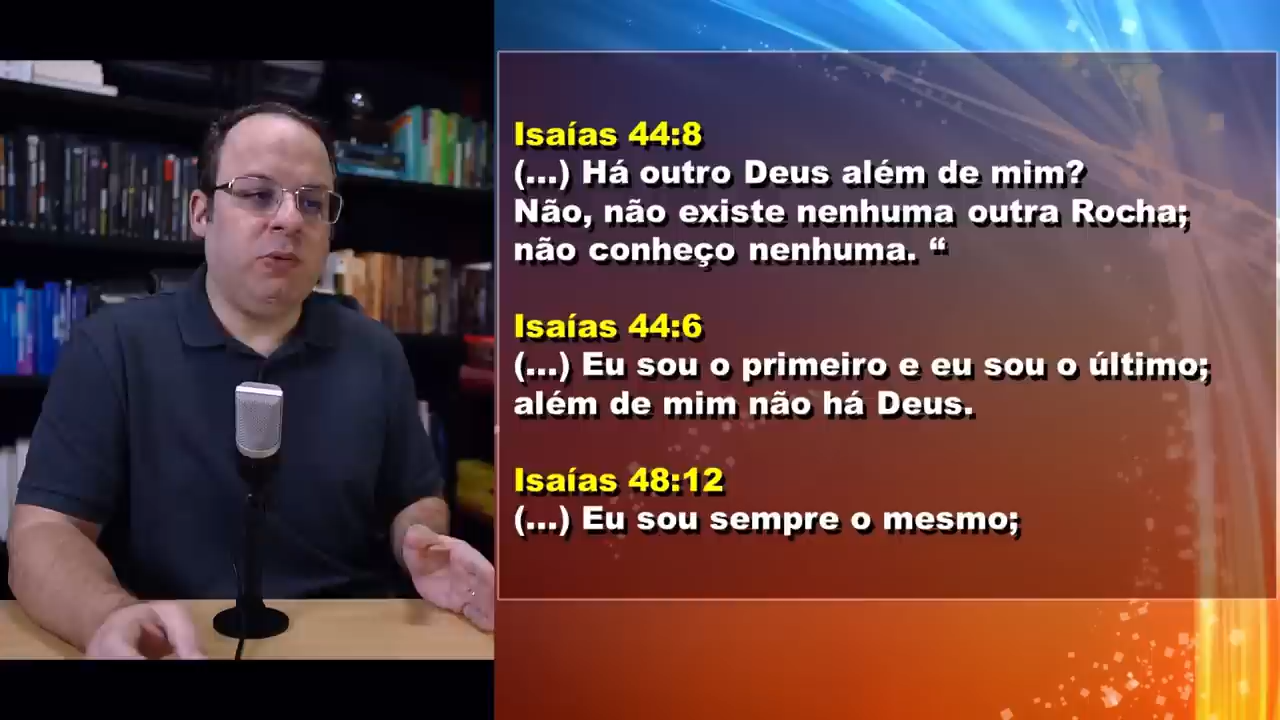 Isaías 44:8
(...) Há outro Deus além de mim?
Não, não existe nenhuma outra Rocha;
não conheço nenhuma. “
Isaías 44:6
(...) Eu sou o primeiro e eu sou o último;
além de mim não há Deus.
Isaías 48:12
(...) Eu sou sempre o mesmo;